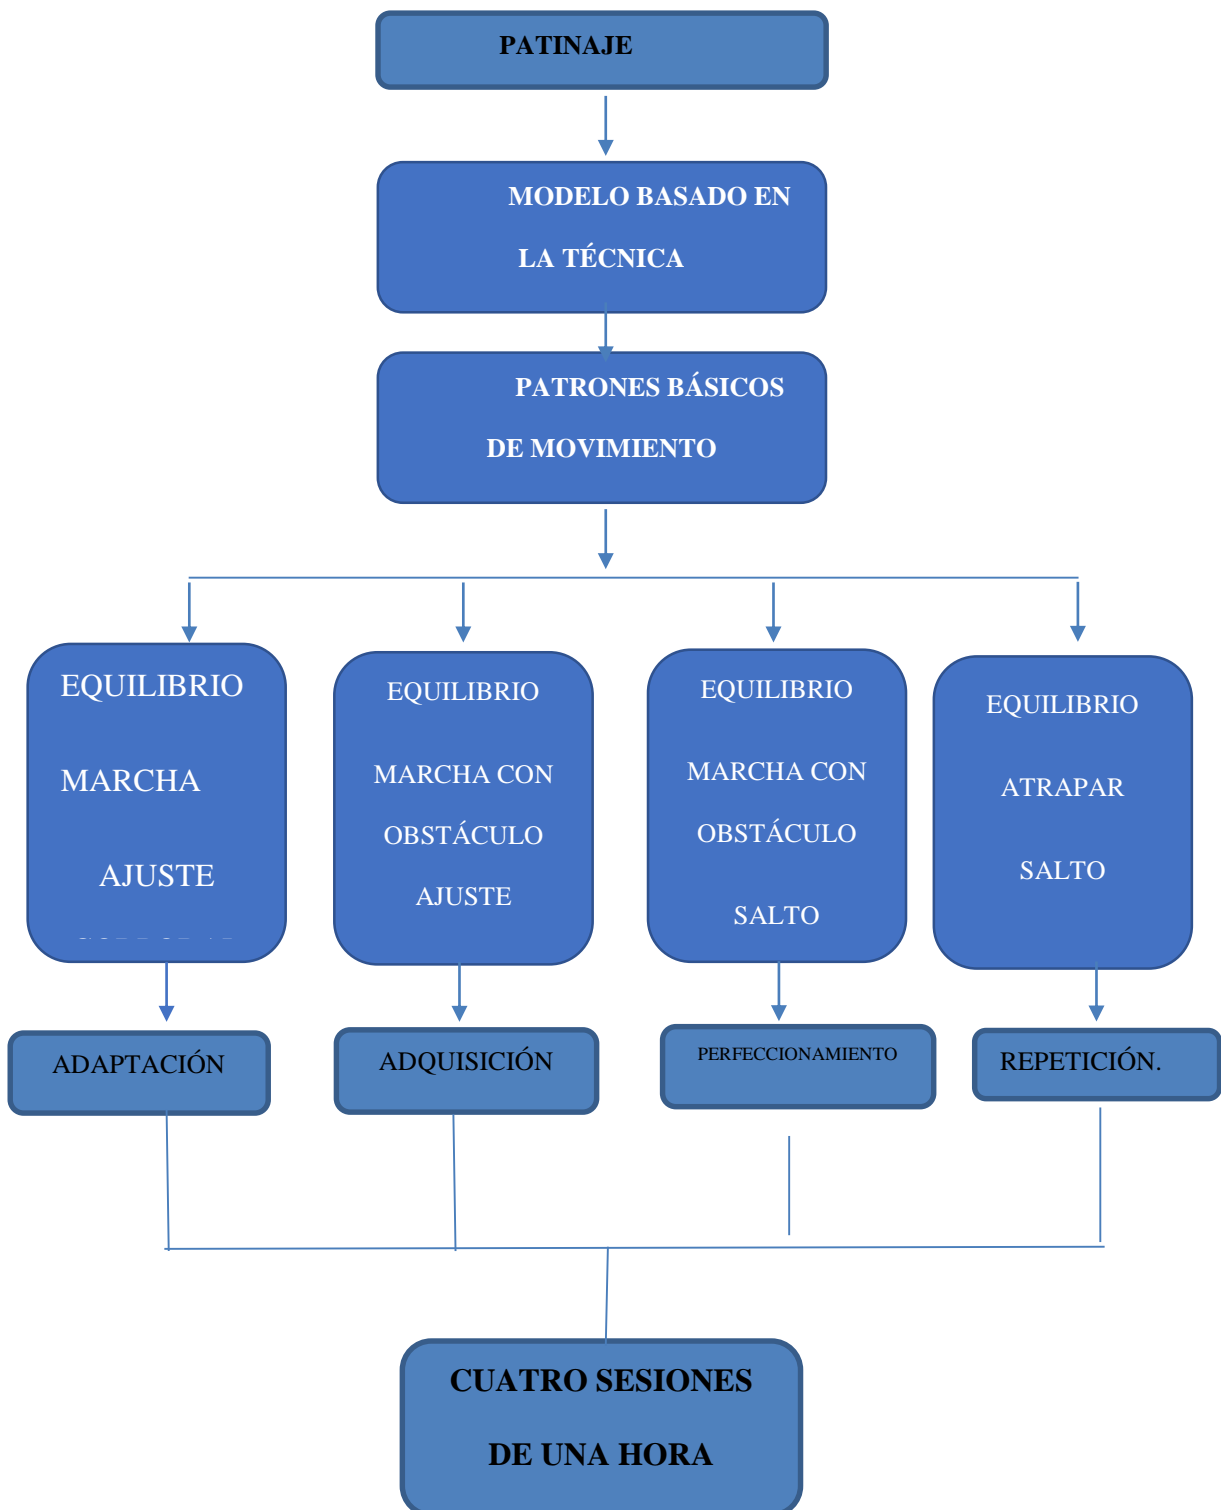 PATINAJE
MODELO BASADO EN
LA TÉCNICA
PATRONES BÁSICOS
DE MOVIMIENTO
EQUILIBRIO
MARCHA
AJUSTE
EQUILIBRIO
MARCHA CON
OBSTÁCULO
AJUSTE
EQUILIBRIO
MARCHA CON
OBSTÁCULO
SALTO
EQUILIBRIO
ATRAPAR
SALTO
ADAPTACIÓN
ADQUISICIÓN
PERFECCIONAMIENTO
REPETICIÓN.
CUATRO SESIONES
DE UNA HORA